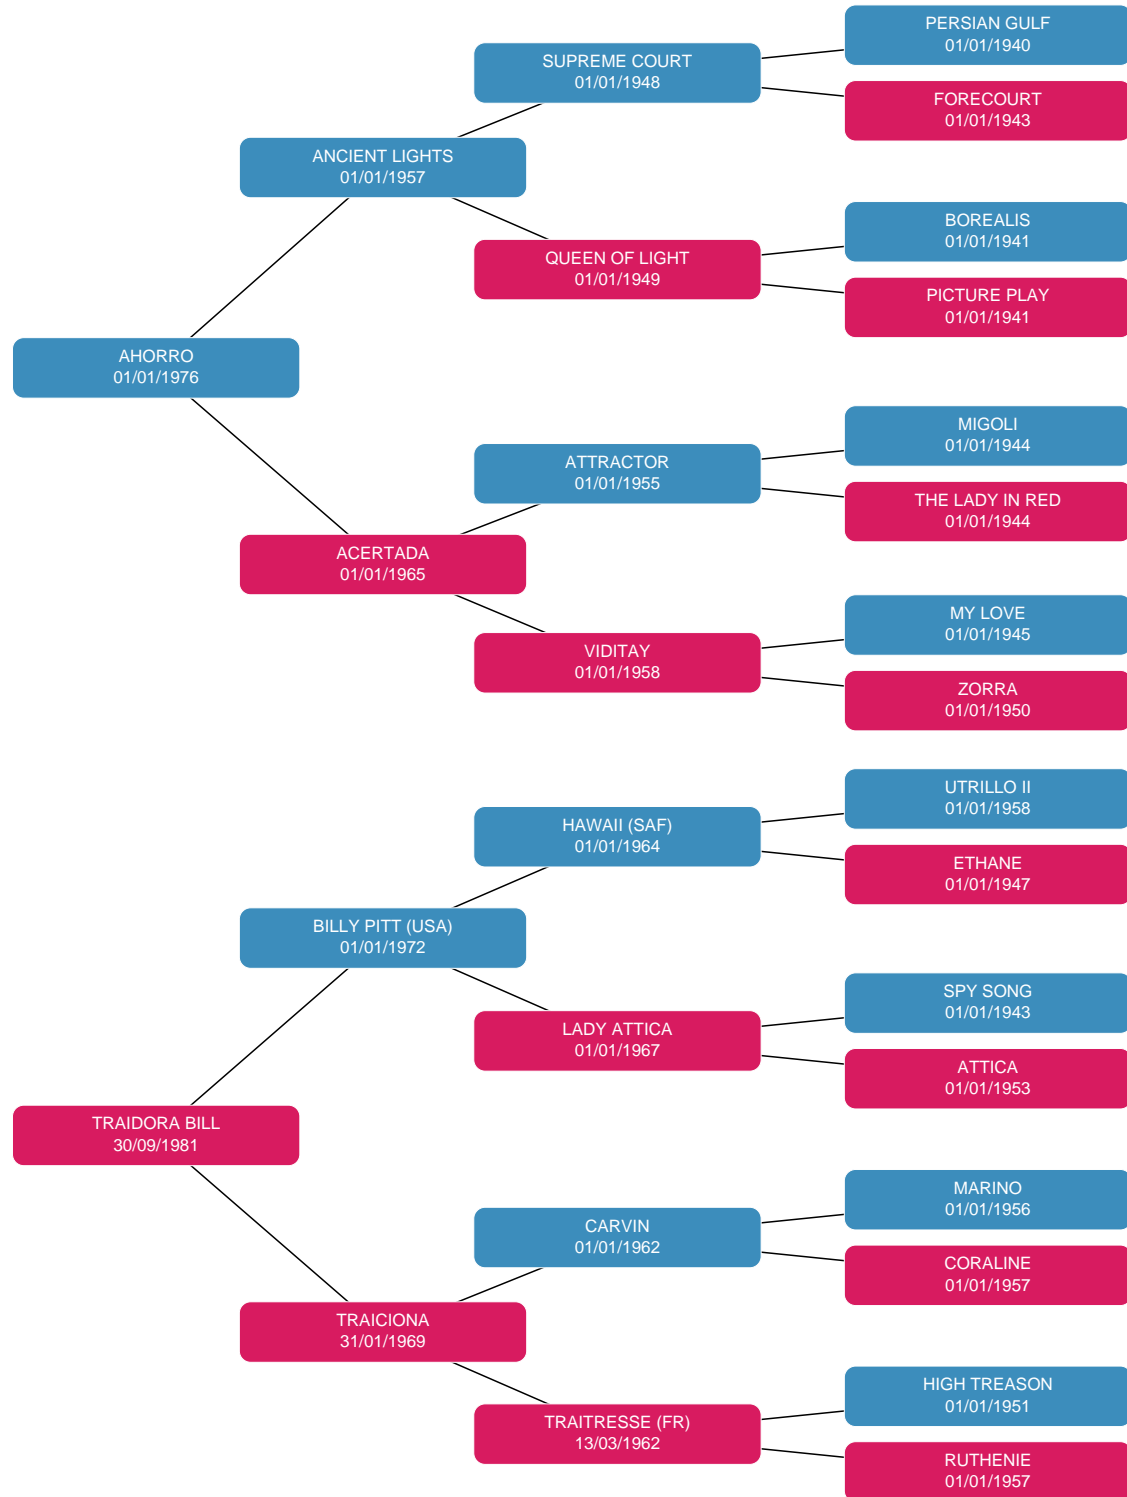 PERSIAN GULF
01/01/1940
SUPREME COURT
01/01/1948
FORECOURT
01/01/1943
ANCIENT LIGHTS
01/01/1957
BOREALIS
01/01/1941
QUEEN OF LIGHT
01/01/1949
PICTURE PLAY
01/01/1941
AHORRO
01/01/1976
MIGOLI
01/01/1944
ATTRACTOR
01/01/1955
THE LADY IN RED
01/01/1944
ACERTADA
01/01/1965
MY LOVE
01/01/1945
VIDITAY
01/01/1958
ZORRA
01/01/1950
UTRILLO II
01/01/1958
HAWAII (SAF)
01/01/1964
ETHANE
01/01/1947
BILLY PITT (USA)
01/01/1972
SPY SONG
01/01/1943
LADY ATTICA
01/01/1967
ATTICA
01/01/1953
TRAIDORA BILL
30/09/1981
MARINO
01/01/1956
CARVIN
01/01/1962
CORALINE
01/01/1957
TRAICIONA
31/01/1969
HIGH TREASON
01/01/1951
TRAITRESSE (FR)
13/03/1962
RUTHENIE
01/01/1957